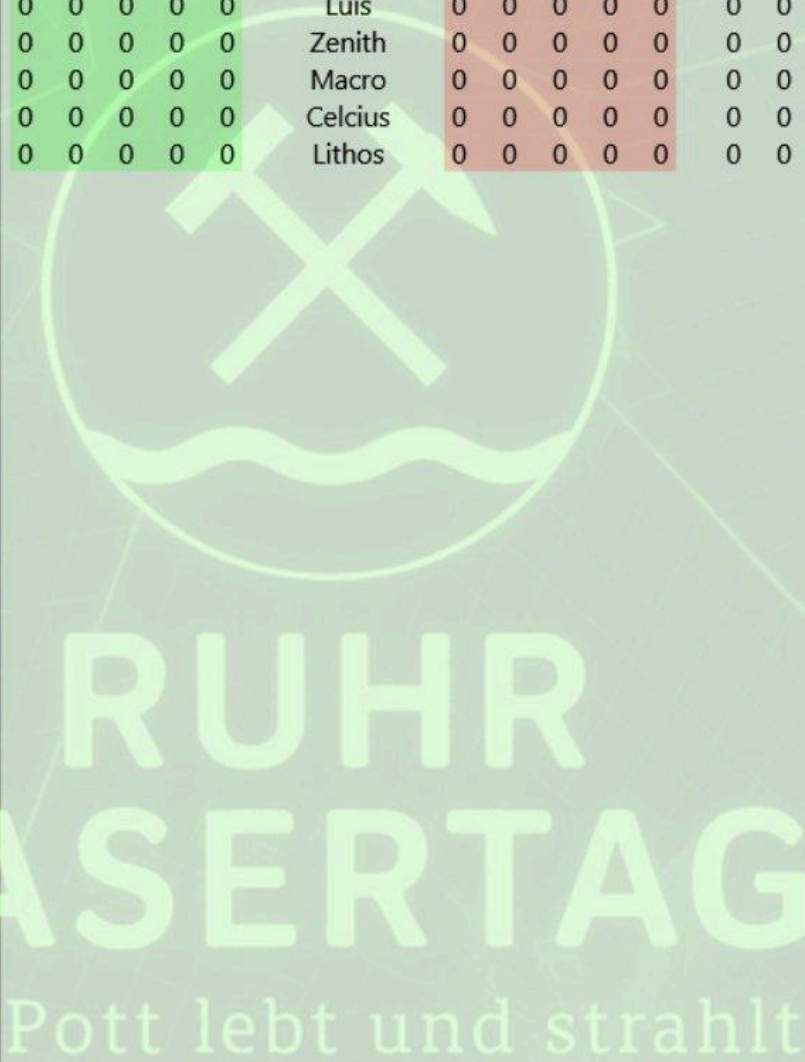 0 0 0 0 0 Luis 0 0 0 0 0 0 0
0 0 0 0 0 Zenith 0 0 0 0 0 0 0
0 0 0 0 0 Macro 0 0 0 0 0 0 0
0 0 0 0 0 Celcius 0 0 0 0 0 0 0
0 0 0 0 0 Lithos 0 0 0 0 0 0 0
RUHR
ASERTAG
Pott lebt und strahlt